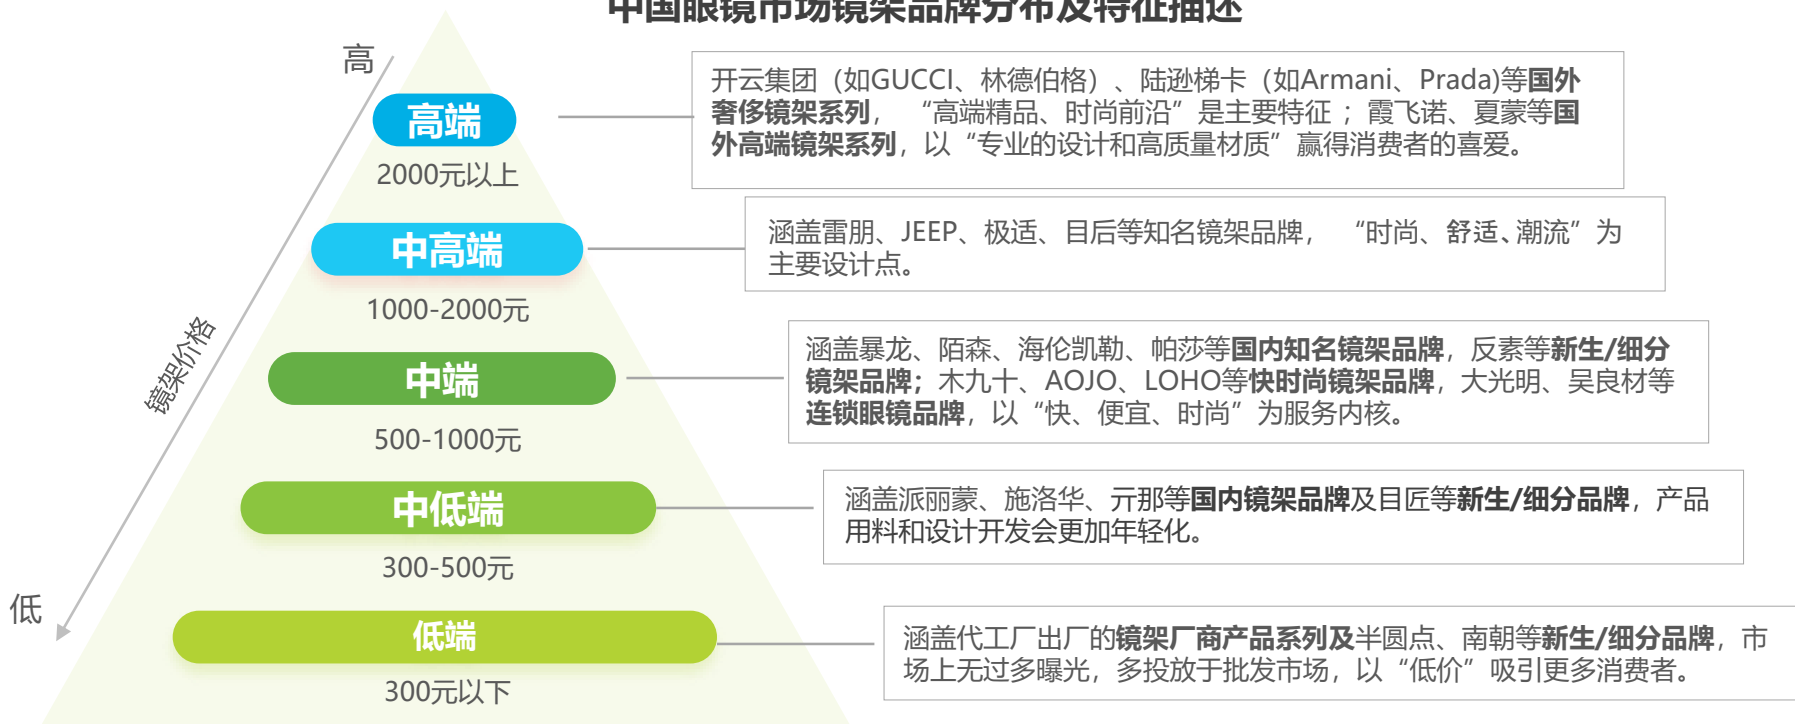 中国眼镜市场镜架品牌分布及特征描述
高
高端
2000元以上
开云集团（如GUCCI、林德伯格）、陆逊梯卡（如Armani、Prada)等国外
奢侈镜架系列， “高端精品、时尚前沿”是主要特征 ；霞飞诺、夏蒙等国
外高端镜架系列，以“专业的设计和高质量材质”赢得消费者的喜爱。
中高端
1000-2000元
涵盖雷朋、JEEP、极适、目后等知名镜架品牌， “时尚、舒适、潮流”为
主要设计点。
镜架价格
中端
500-1000元
涵盖暴龙、陌森、海伦凯勒、帕莎等国内知名镜架品牌，反素等新生/细分
镜架品牌；木九十、AOJO、LOHO等快时尚镜架品牌，大光明、吴良材等
连锁眼镜品牌，以“快、便宜、时尚”为服务内核。
中低端
300-500元
涵盖派丽蒙、施洛华、亓那等国内镜架品牌及目匠等新生/细分品牌，产品
用料和设计开发会更加年轻化。
低
低端
300元以下
涵盖代工厂出厂的镜架厂商产品系列及半圆点、南朝等新生/细分品牌，市
场上无过多曝光，多投放于批发市场，以“低价”吸引更多消费者。